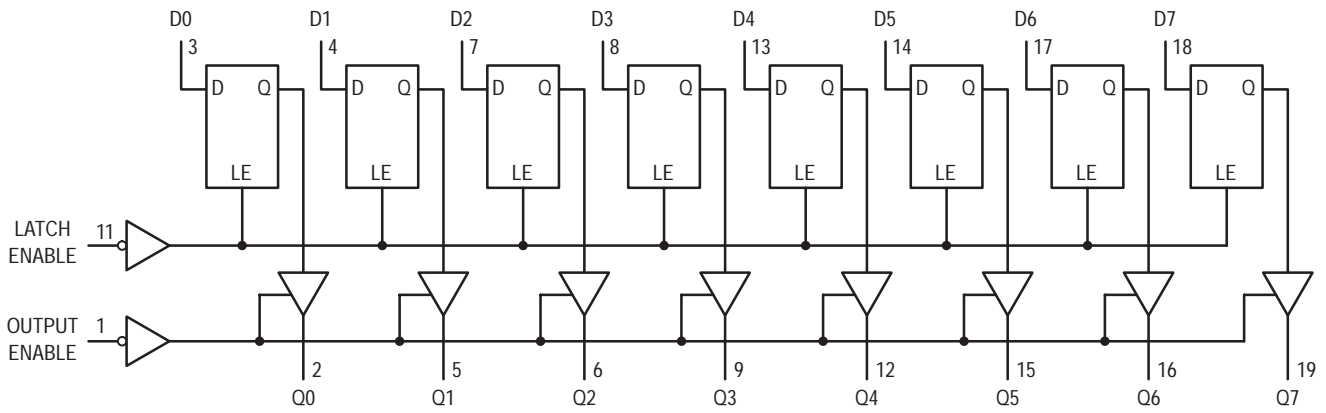 D0 D1 D2 D3 D4 D5 D6 D7
3 4 7 8 13 14 17 18
D Q D Q D Q D Q D Q D Q D Q D Q
LE LE LE LE LE LE LE LE
LATCH 11
ENABLE
OUTPUT 1
ENABLE
2 5 6 9 12 15 16 19
Q0 Q1 Q2 Q3 Q4 Q5 Q6 Q7